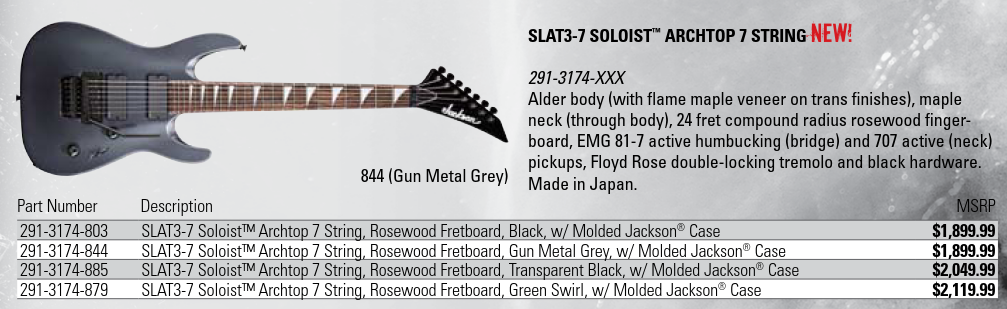 SLAT3-7 SOLOIST™ ARCHTOP 7 STRING NEW!
291-3174-XXX
Alder body (with flame maple veneer on trans finishes), maple
neck (through body), 24 fret compound radius rosewood finger-
board, EMG 81-7 active humbucking (bridge) and 707 active (neck)
pickups, Floyd Rose double-locking tremolo and black hardware.
Made in Japan.
Jackson
844 (Gun Metal Grey)
Part Number Description MSRP
291-3174-803 SLAT3-7 Soloist™ Archtop 7 String, Rosewood Fretboard, Black, w/ Molded Jackson® Case $1,899.99
291-3174-844 SLAT3-7 Soloist™ Archtop 7 String, Rosewood Fretboard, Gun Metal Grey, w/ Molded Jackson® Case $1,899.99
291-3174-885 SLAT3-7 Soloist™ Archtop 7 String, Rosewood Fretboard, Transparent Black, w/ Molded Jackson® Case $2,049.99
291-3174-879 SLAT3-7 Soloist™ Archtop 7 String, Rosewood Fretboard, Green Swirl, w/ Molded Jackson® Case $2,119.99